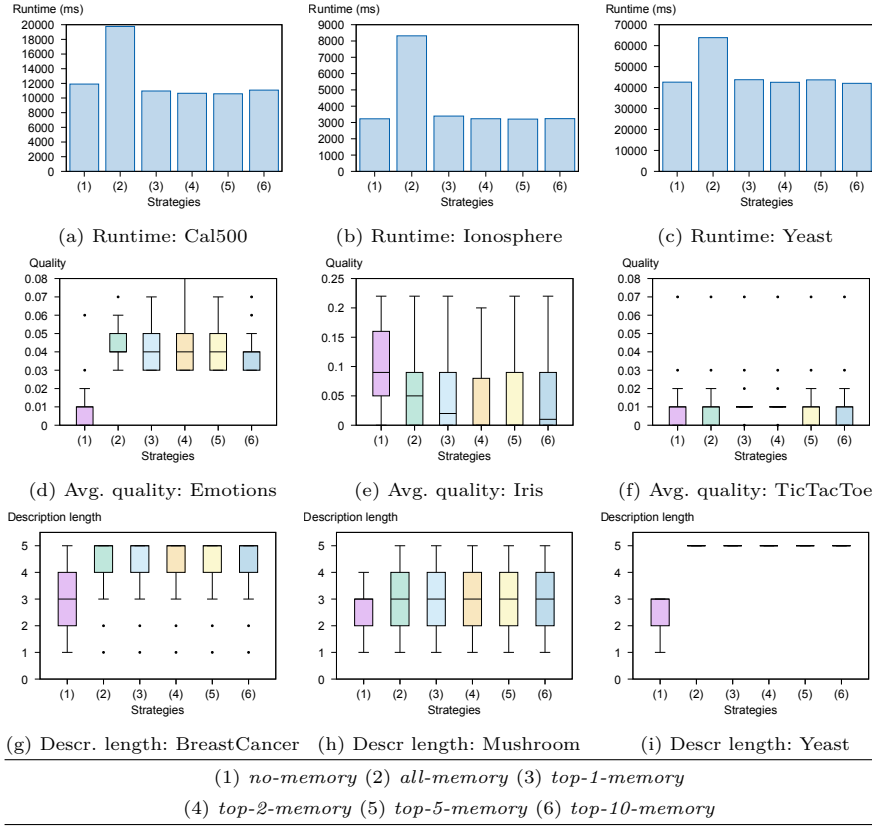 Runtime (ms) Runtime (ms) Runtime (ms)
20000
18000
16000
14000
12000
10000
8000
6000
4000
2000
0
(1) (2) (3) (4) (5) (6)
Strategies
9000
8000
7000
6000
5000
4000
3000
2000
1000
0
(1) (2) (3) (4) (5) (6)
Strategies
70000
60000
50000
40000
30000
20000
10000
0
(1) (2) (3) (4) (5) (6)
Strategies
(a) Runtime: Cal500 (b) Runtime: Ionosphere (c) Runtime: Yeast
Quality Quality Quality
0.08
0.07
0.06
0.05
0.04
0.03
0.02
0.01
0
(1) (2) (3) (4) (5) (6)
Strategies
0.25
0.2
0.15
0.1
0.05
0
(1) (2) (3) (4) (5) (6)
Strategies
0.08
0.07
0.06
0.05
0.04
0.03
0.02
0.01
0
(1) (2) (3) (4) (5) (6)
Strategies
(d) Avg. quality: Emotions (e) Avg. quality: Iris (f) Avg. quality: TicTacToe
Description length Description length Description length
5
4
3
2
1
0
(1) (2) (3) (4) (5) (6)
Strategies
5
4
3
2
1
0
(1) (2) (3) (4) (5) (6)
Strategies
5
4
3
2
1
0
(1) (2) (3) (4) (5) (6)
Strategies
(g) Descr. length: BreastCancer (h) Descr length: Mushroom (i) Descr length: Yeast
(1) no-memory (2) all-memory (3) top-1-memory
(4) top-2-memory (5) top-5-memory (6) top-10-memory